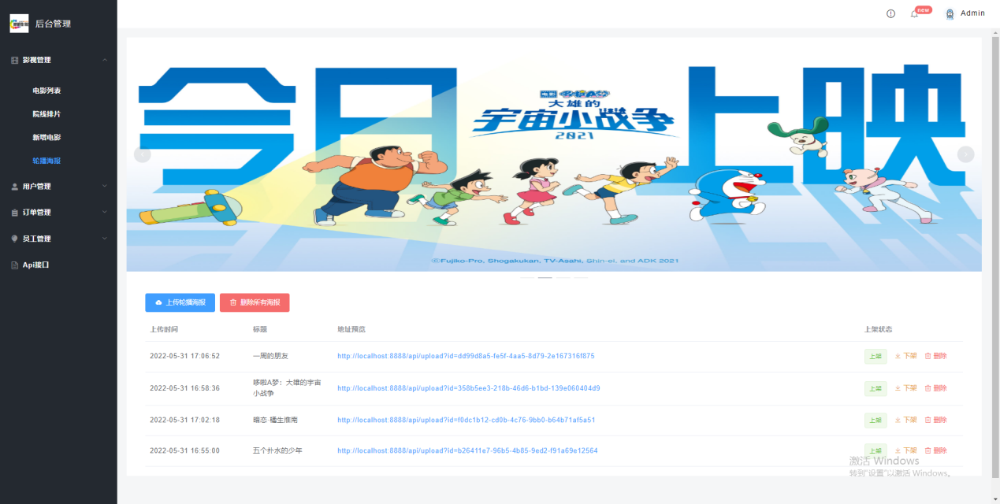 后台管理
new
Admin
影视管理
电影列表
院线排片
新增电影
轮播海报
用户管理
订单管理
员工管理
Api接口
今日上映
大雄的
宇宙小战争
2021
©Fujiko-Pro, Shogakukan, TV-Asahi, Shin-ei, and ADK 2021
上传轮播海报
删除所有海报
上传时间 标题 地址预览 上架状态
2022-05-31 17:06:52 一周的朋友 http://localhost:8888/api/upload?id=dd99d8a5-fe5f-4aa5-8d79-2e167316f875 上架 下架 删除
2022-05-31 16:58:36 哆啦A梦：大雄的宇宙
小战争 http://localhost:8888/api/upload?id=358b5ee3-218b-46d6-b1bd-139e060404d9 上架 下架 删除
2022-05-31 17:02:18 暗恋·橘生淮南 http://localhost:8888/api/upload?id=f0dc1b12-cd0b-4c76-9bb0-b64b71af5a51 上架 下架 删除
2022-05-31 16:55:00 五个扑水的少年 http://localhost:8888/api/upload?id=b26411e7-96b5-4b85-9ed2-f91a69e12564 上架 下架 删除
激活 Windows
转到"设置"以激活 Windows。